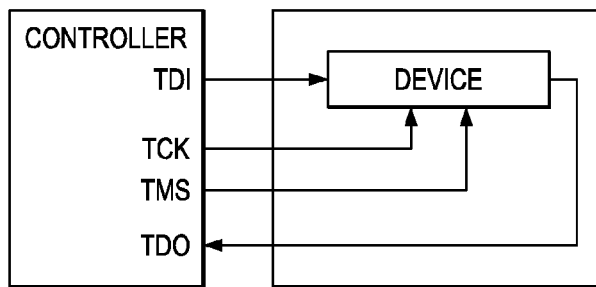 CONTROLLER
TDI
DEVICE
TCK
TMS
TDO